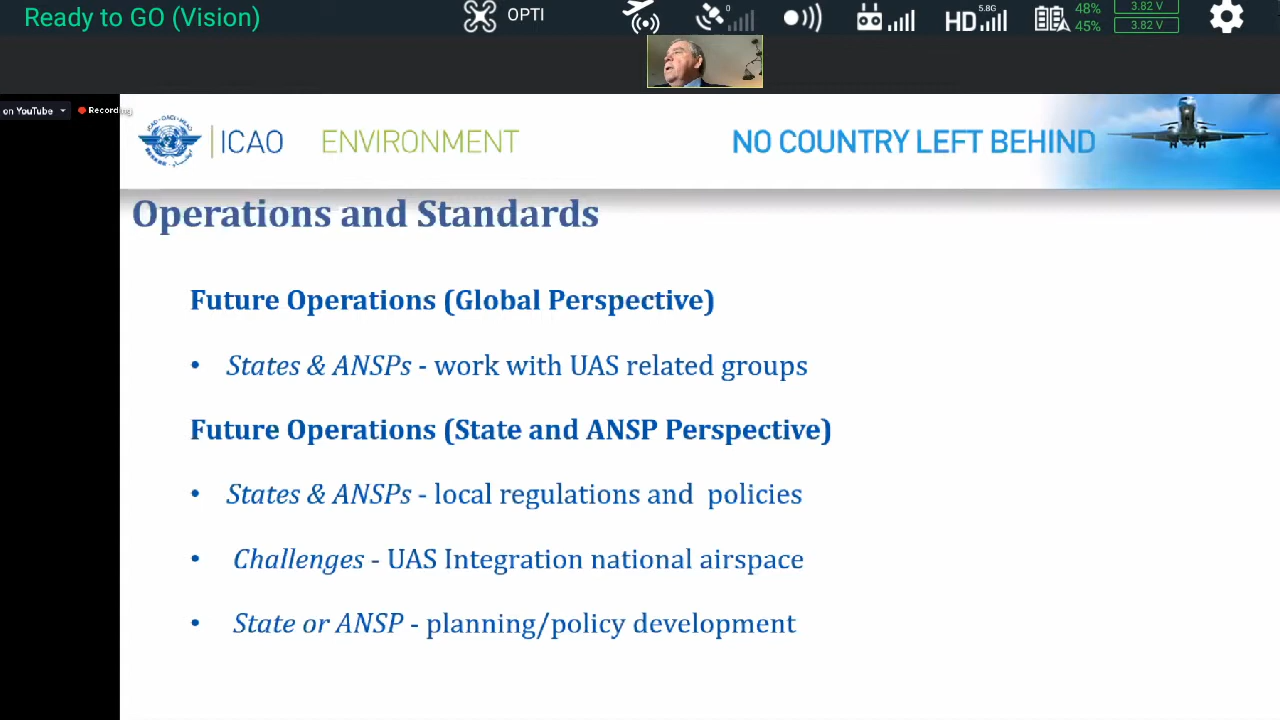 Ready to GO (Vision)
OPTI
0
HD
5.8G
48%
45%
3.82 V
3.82 V
on YouTube
Recording
ICAO
ENVIRONMENT
NO COUNTRY LEFT BEHIND
Operations and Standards
Future Operations (Global Perspective)
• States & ANSPs - work with UAS related groups
Future Operations (State and ANSP Perspective)
• States & ANSPs - local regulations and policies
• Challenges - UAS Integration national airspace
• State or ANSP - planning/policy development